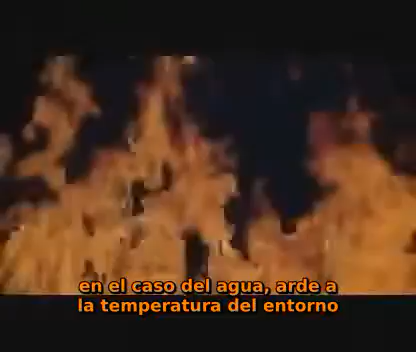 en el caso del agua, arde a
la temperatura del entorno